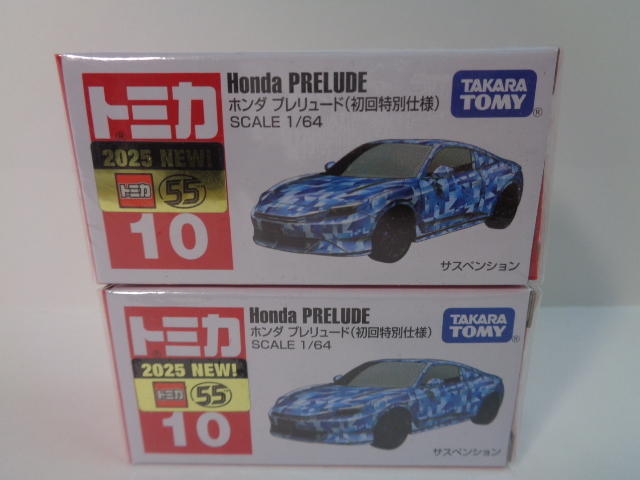 トミカ
Honda PRELUDE
ホンダ プレリュード(初回特別仕様)
SCALE 1/64
TAKARA
TOMY®
2025 NEW!
トミカ 55
10
サスペンション
トミカ
Honda PRELUDE
ホンダ プレリュード(初回特別仕様)
SCALE 1/64
TAKARA
TOMY®
2025 NEW!
トミカ 55
10
サスペンション